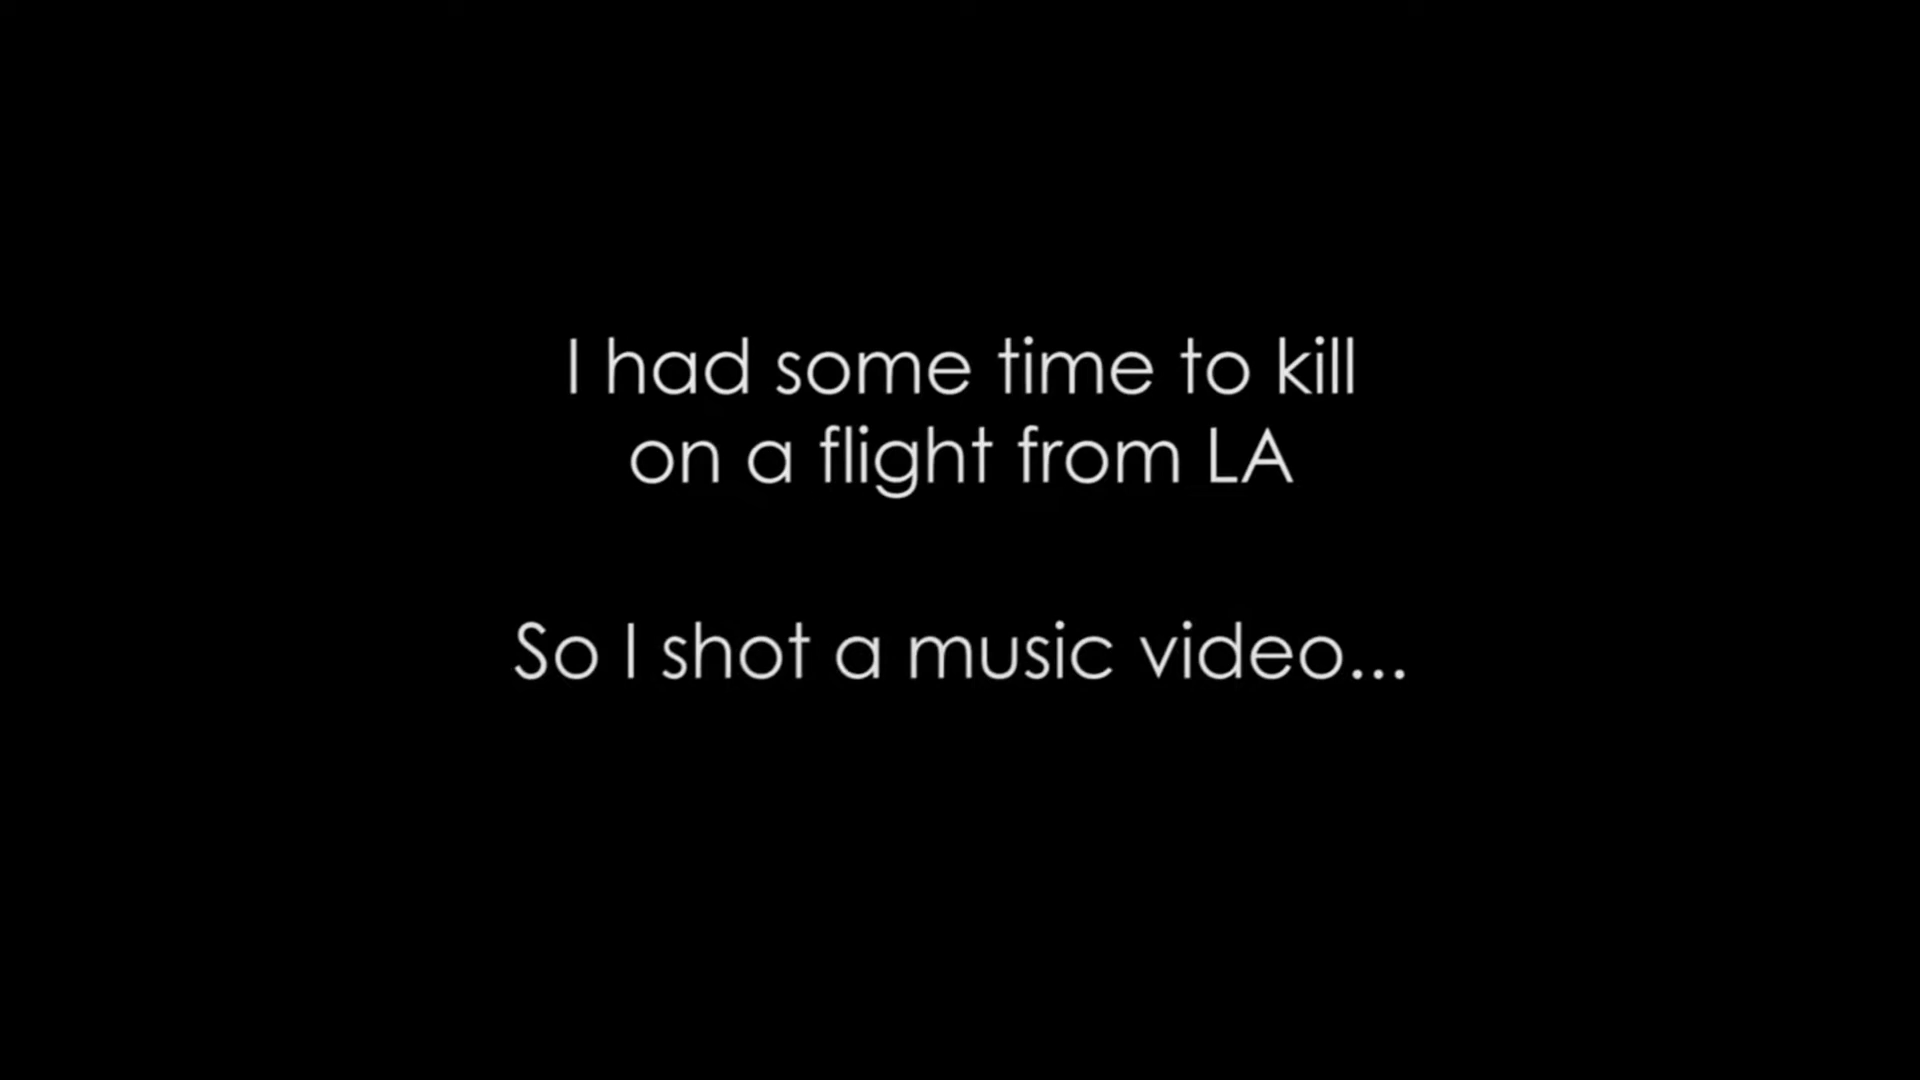 I had some time to kill
on a flight from LA
So I shot a music video...